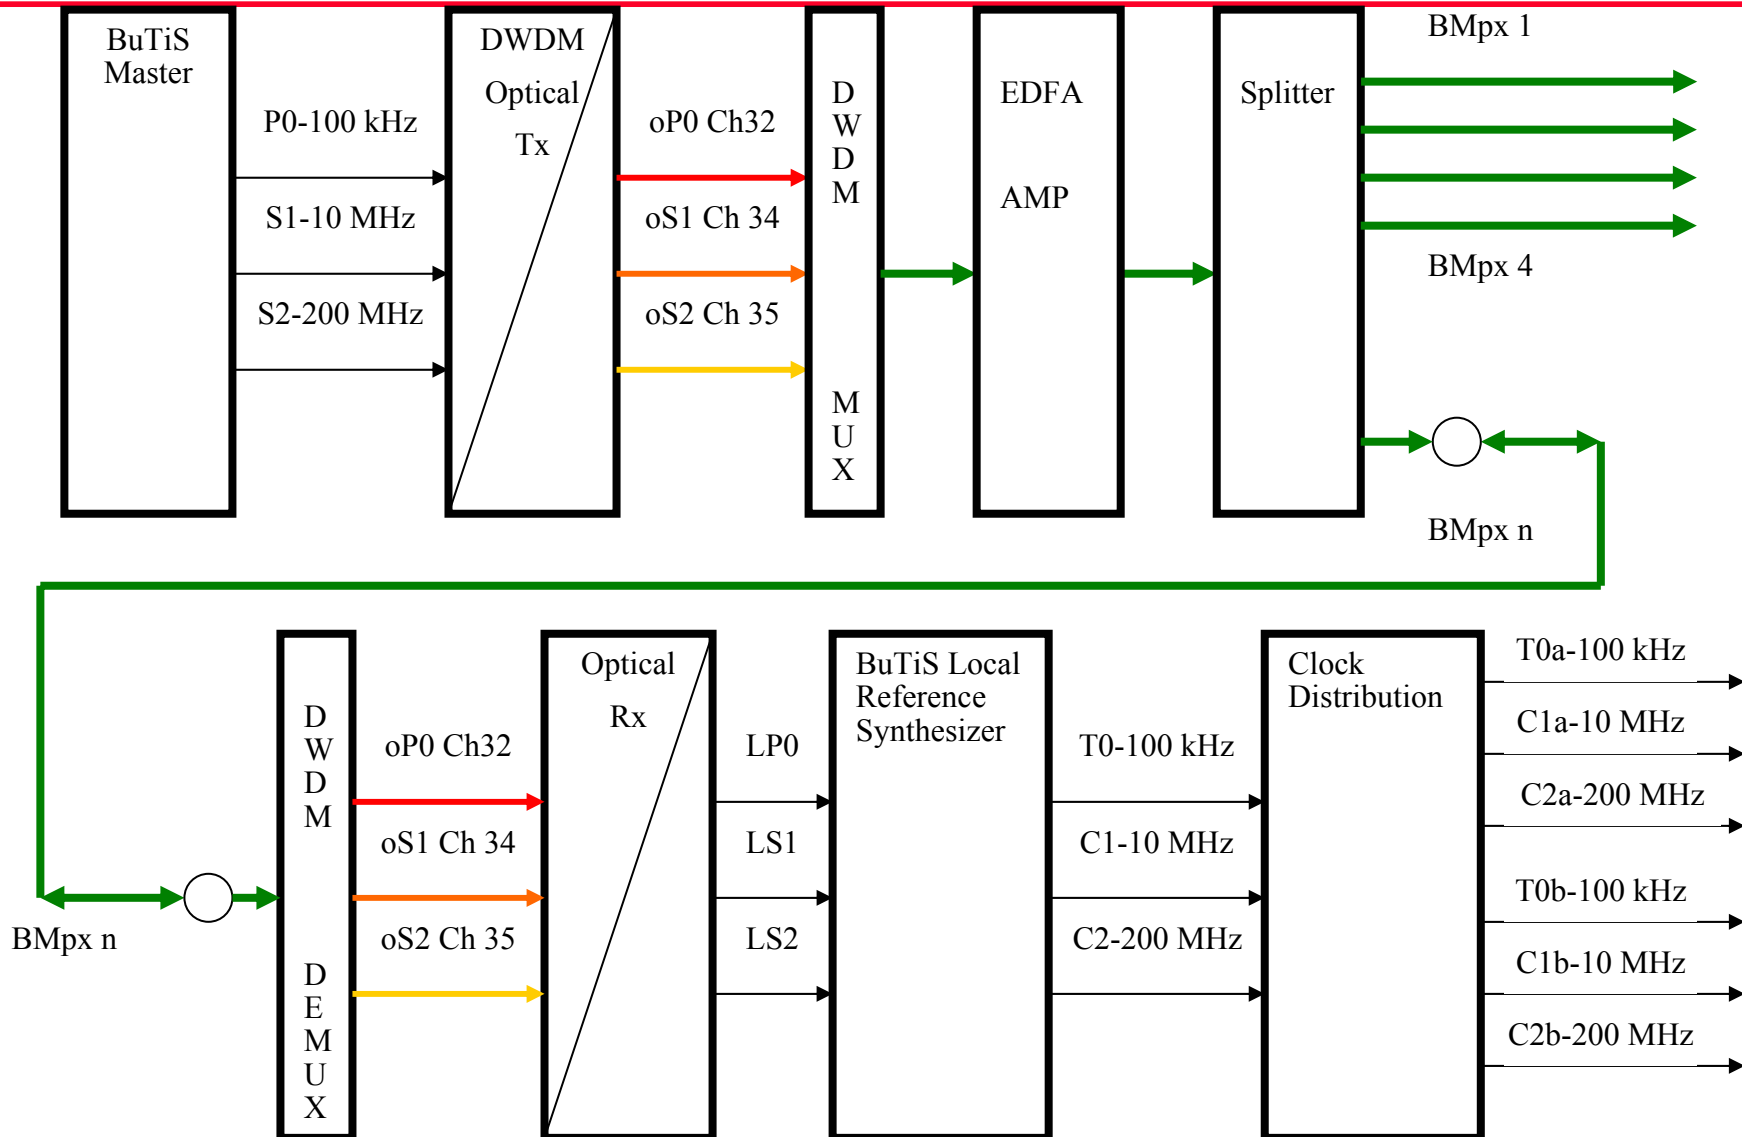 BuTiS
Master
P0-100 kHz
S1-10 MHz
S2-200 MHz
DWDM
Optical
Tx
oP0 Ch32
oS1 Ch 34
oS2 Ch 35
D
W
D
M
M
U
X
EDFA
AMP
Splitter
BMpx 1
BMpx 4
BMpx n
BMpx n
D
W
D
M
D
E
M
U
X
oP0 Ch32
oS1 Ch 34
oS2 Ch 35
Optical
Rx
LP0
LS1
LS2
BuTiS Local
Reference
Synthesizer
T0-100 kHz
C1-10 MHz
C2-200 MHz
Clock
Distribution
T0a-100 kHz
C1a-10 MHz
C2a-200 MHz
T0b-100 kHz
C1b-10 MHz
C2b-200 MHz